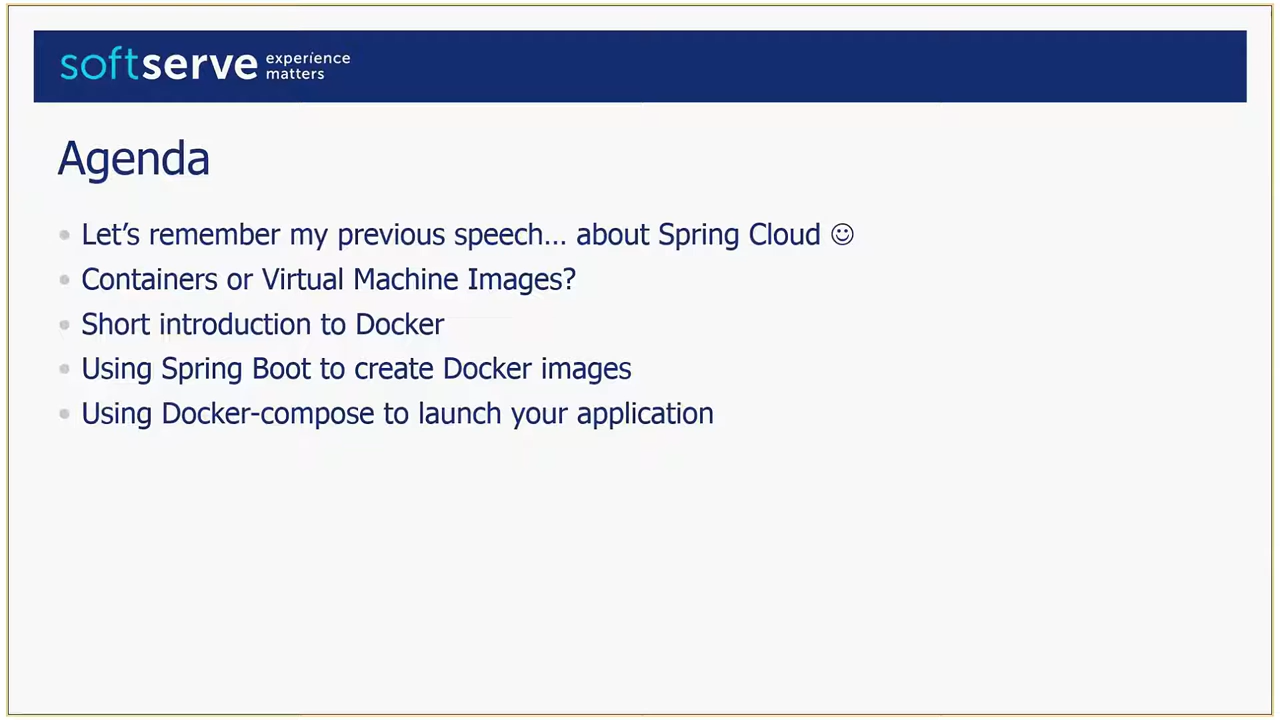 softserve experience
matters
Agenda
Let’s remember my previous speech… about Spring Cloud ☺
Containers or Virtual Machine Images?
Short introduction to Docker
Using Spring Boot to create Docker images
Using Docker-compose to launch your application